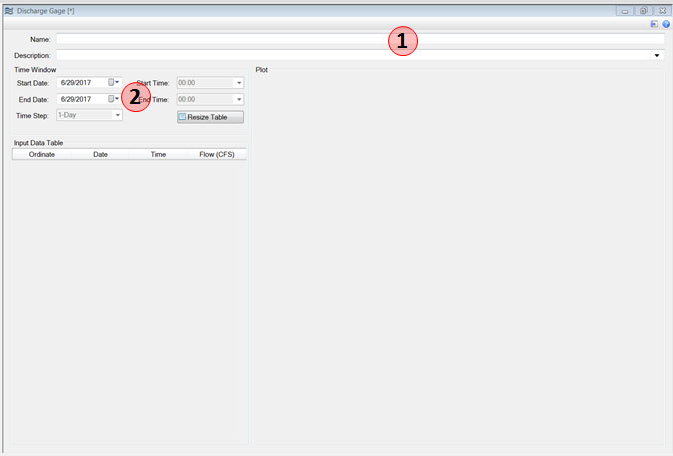 Discharge Gage [*]
Name:
1
Description:
Time Window
Plot
Start Date: 6/29/2017 Start Time: 00:00
End Date: 6/29/2017 2 End Time: 00:00
Time Step: 1-Day Resize Table
Input Data Table
Ordinate Date Time Flow (CFS)